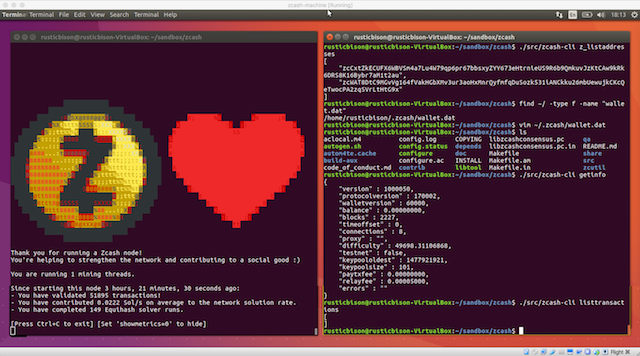 zcash-machine [Running]
Terminal File Edit View Search Terminal Help
En
18:13
rusticbison@rusticbison-VirtualBox: ~/sandbox/zcash
Thank you for running a Zcash node!
You're helping to strengthen the network and contributing to a social good :)
You are running 1 mining threads.
Since starting this node 3 hours, 21 minutes, 30 seconds ago:
- You have validated 51895 transactions!
- You have contributed 0.0222 Sol/s on average to the network solution rate.
- You have completed 149 Equihash solver runs.
[Press Ctrl+C to exit] [Set 'showmetrics=0' to hide]
rusticbison@rusticbison-VirtualBox: ~/sandbox/zcash
rusticbison@rusticbison-VirtualBox:~/sandbox/zcash$ ./src/zcash-cli z_listaddresses
[
]
rusticbison@rusticbison-VirtualBox:~/sandbox/zcash$ find ~/ -type f -name "wallet.dat"
/home/rusticbison/.zcash/wallet.dat
rusticbison@rusticbison-VirtualBox:~/sandbox/zcash$ vim ~/.zcash/wallet.dat
rusticbison@rusticbison-VirtualBox:~/sandbox/zcash$ ls
aclocal.m4 config.log COPYING libzcashconsensus.pc qa
autogen.sh config.status depends libzcashconsensus.pc.in README.md
autom4te.cache configure doc Makefile share
build-aux configure.ac INSTALL Makefile.am src
code_of_conduct.md contrib libtool Makefile.in zcutil
rusticbison@rusticbison-VirtualBox:~/sandbox/zcash$ ./src/zcash-cli getinfo
{
"version" : 1000050,
"protocolversion" : 170002,
"walletversion" : 60000,
"balance" : 0.00000000,
"blocks" : 2227,
"timeoffset" : 0,
"connections" : 8,
"proxy" : "",
"difficulty" : 49698.31106868,
"testnet" : false,
"keypoololdest" : 1477921921,
"keypoolsize" : 101,
"paytxfee" : 0.00000000,
"relayfee" : 0.00005000,
"errors" : ""
}
rusticbison@rusticbison-VirtualBox:~/sandbox/zcash$ ./src/zcash-cli listtransactions
[
]
rusticbison@rusticbison-VirtualBox:~/sandbox/zcash$
Right ⌘